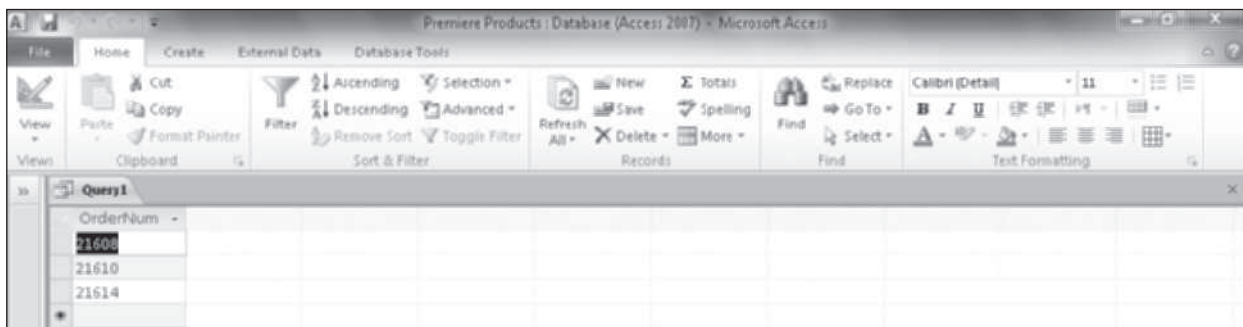 Premiere Products : Database (Access 2007) - Microsoft Access
File Home Create External Data Database Tools
View Paste Cut Copy Format Painter Filter Ascending Descending Remove Sort Selection Advanced Toggle Filter Refresh All New Save Delete Totals Spelling More Find Replace Go To Select Calibri (Detail) 11 B I U A
Views Clipboard Sort & Filter Records Find Text Formatting
Query1
OrderNum
21608
21610
21614